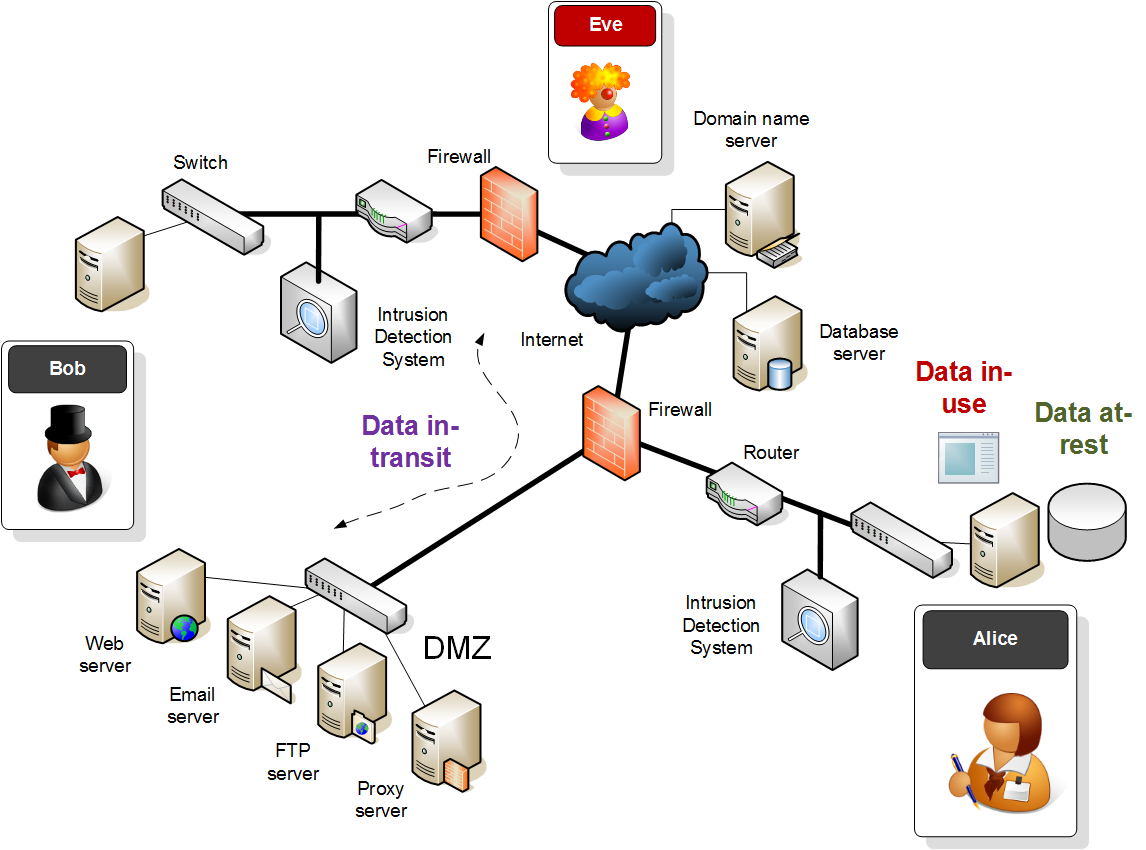 Eve
Domain name
server
Switch
Firewall
Intrusion
Detection
System
Internet
Database
server
Bob
Data in-
transit
Firewall
Data in-
use
Data at-
rest
Router
Web
server
Email
server
FTP
server
Proxy
server
DMZ
Intrusion
Detection
System
Alice